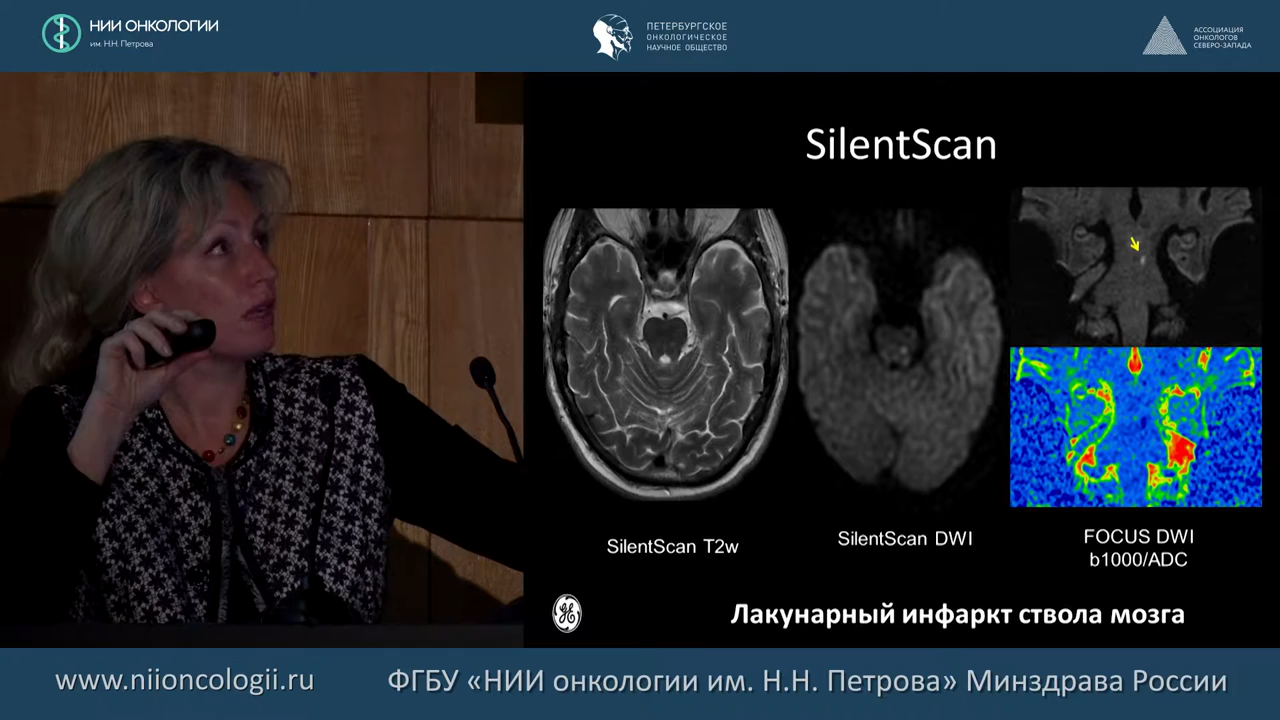 НИИ ОНКОЛОГИИ
им. Н.Н. Петрова
ПЕТЕРБУРГСКОЕ
ОНКОЛОГИЧЕСКОЕ
НАУЧНОЕ ОБЩЕСТВО
АССОЦИАЦИЯ
ОНКОЛОГОВ
СЕВЕРО-ЗАПАДА
SilentScan
SilentScan T2w
SilentScan DWI
FOCUS DWI
b1000/ADC
GE
Лакунарный инфаркт ствола мозга
www.niioncologii.ru
ФГБУ «НИИ онкологии им. Н.Н. Петрова» Минздрава России